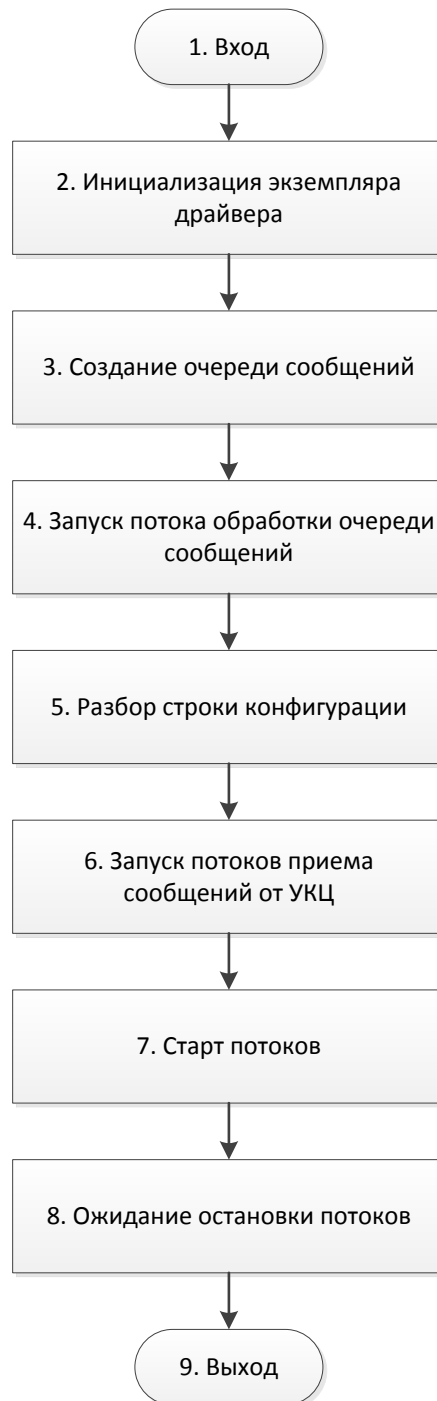 1. Вход
2. Инициализация экземпляра
драйвера
3. Создание очереди сообщений
4. Запуск потока обработки очереди
сообщений
5. Разбор строки конфигурации
6. Запуск потоков приема
сообщений от УКЦ
7. Старт потоков
8. Ожидание остановки потоков
9. Выход